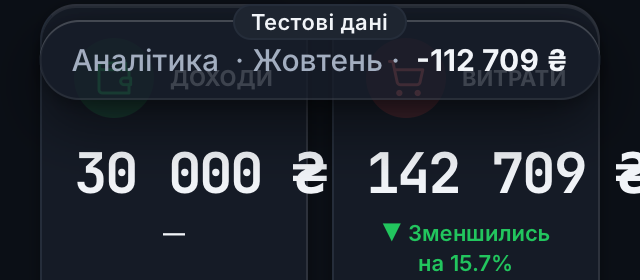 Тестові дані
Аналітика · Жовтень · -112 709 ₴
ДОХОДИ
ВИТРАТИ
30 000 ₴
142 709 ₴
—
▼ Зменшились
на 15.7%